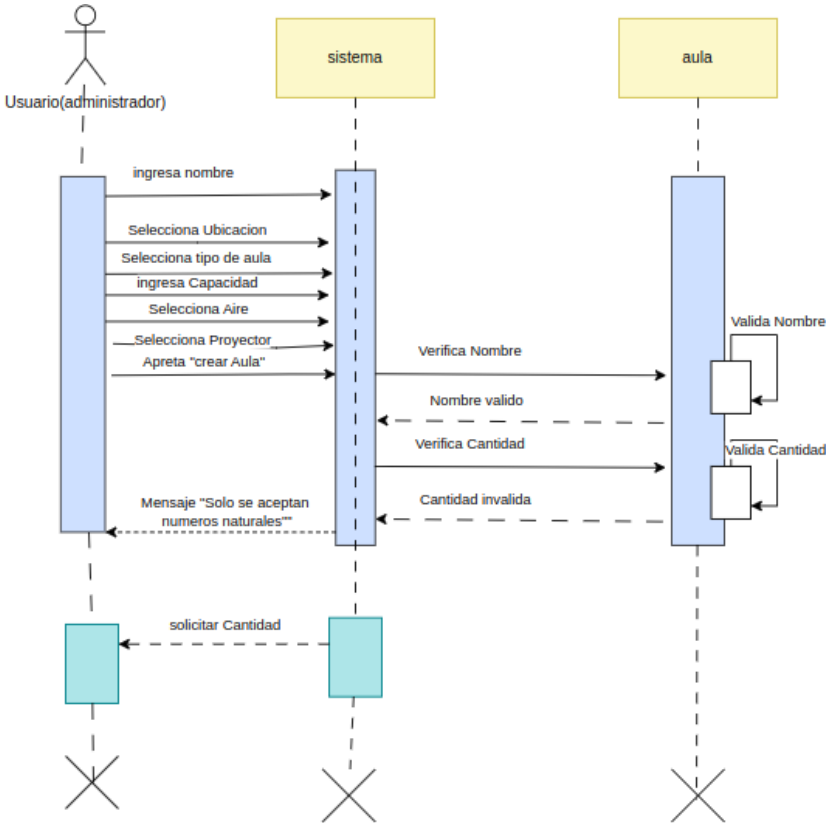 sistema
aula
Usuario(administrador)
ingresa nombre
Selecciona Ubicacion
Selecciona tipo de aula
ingresa Capacidad
Selecciona Aire
Selecciona Proyector
Apreta "crear Aula"
Verifica Nombre
Valida Nombre
Nombre valido
Verifica Cantidad
Valida Cantidad
Cantidad invalida
Mensaje "Solo se aceptan
numeros naturales""
solicitar Cantidad